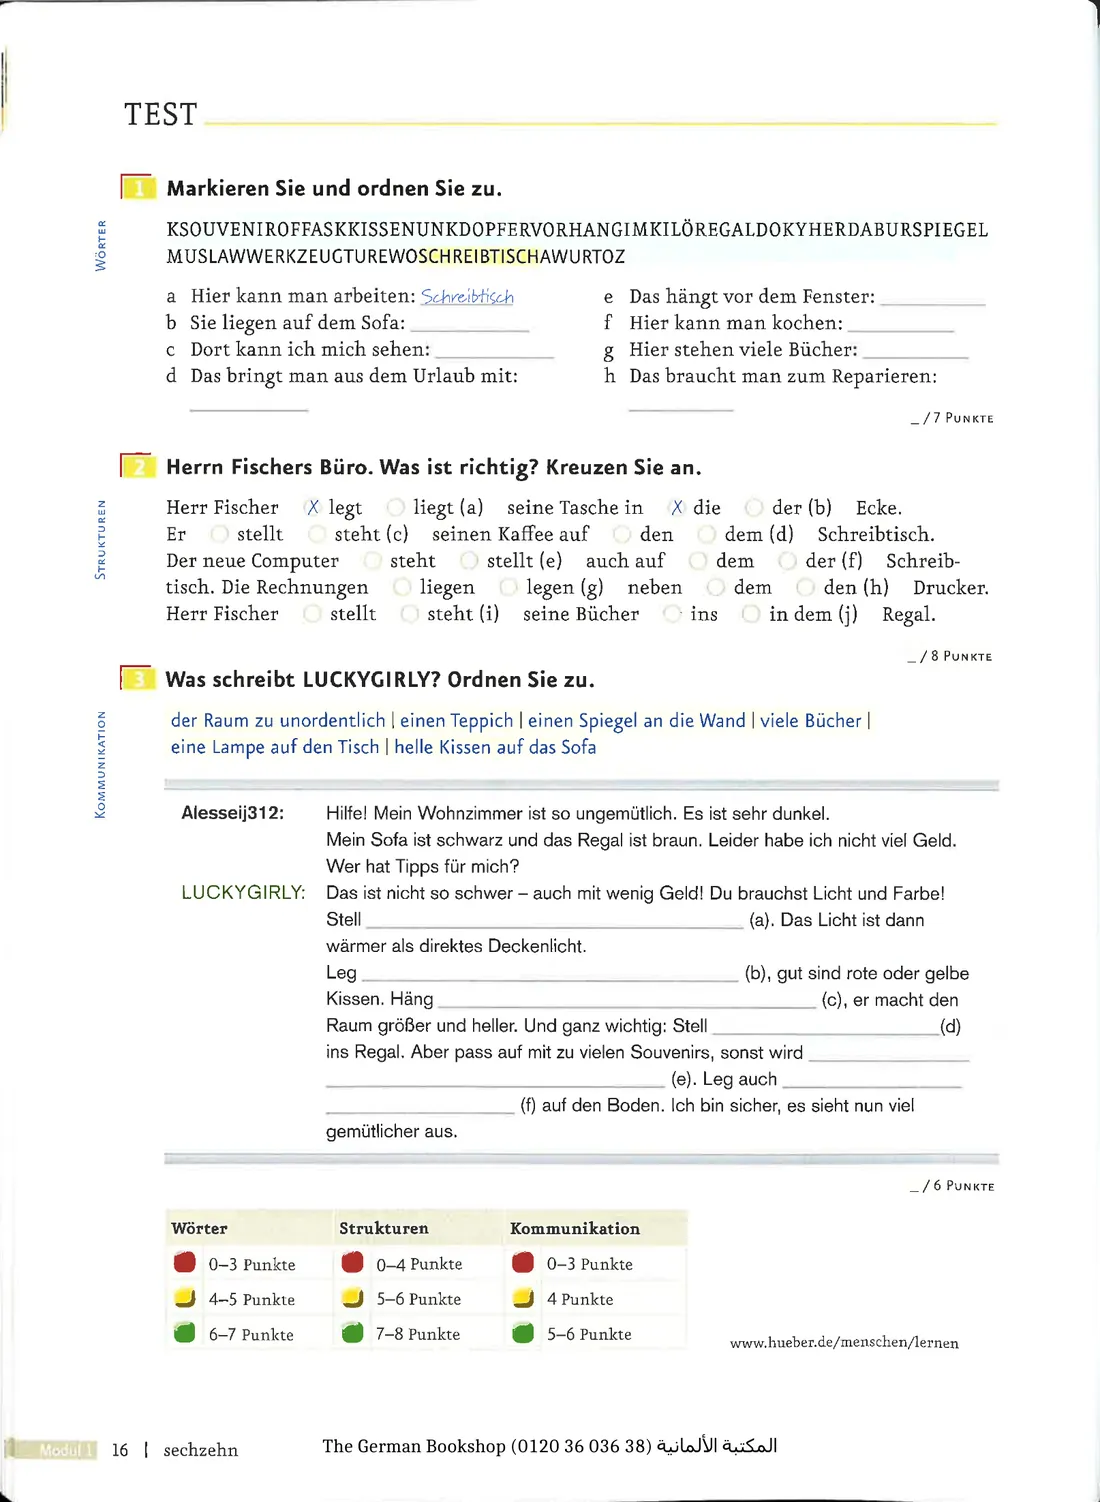 TEST
1 Markieren Sie und ordnen Sie zu.
WÖRTER
KSOUVENIROFFASKKISSENUNKDOPFERVORHANGIMKILÖREGALDOKYHERDABURSPIEGEL
MUSLAWWERKZEUGTUREWOSCHREIBTISCHAWURTOZ
a Hier kann man arbeiten: Schreibtisch
b Sie liegen auf dem Sofa: ____________
c Dort kann ich mich sehen: ____________
d Das bringt man aus dem Urlaub mit:
____________
e Das hängt vor dem Fenster: ____________
f Hier kann man kochen: ____________
g Hier stehen viele Bücher: ____________
h Das braucht man zum Reparieren:
____________
_ / 7 PUNKTE
2 Herrn Fischers Büro. Was ist richtig? Kreuzen Sie an.
STRUKTUREN
Herr Fischer X legt ○ liegt (a) seine Tasche in X die ○ der (b) Ecke.
Er ○ stellt ○ steht (c) seinen Kaffee auf ○ den ○ dem (d) Schreibtisch.
Der neue Computer ○ steht ○ stellt (e) auch auf ○ dem ○ der (f) Schreib-
tisch. Die Rechnungen ○ liegen ○ legen (g) neben ○ dem ○ den (h) Drucker.
Herr Fischer ○ stellt ○ steht (i) seine Bücher ○ ins ○ in dem (j) Regal.
_ / 8 PUNKTE
3 Was schreibt LUCKYGIRLY? Ordnen Sie zu.
KOMMUNIKATION
der Raum zu unordentlich | einen Teppich | einen Spiegel an die Wand | viele Bücher |
eine Lampe auf den Tisch | helle Kissen auf das Sofa
Alesseij312: Hilfe! Mein Wohnzimmer ist so ungemütlich. Es ist sehr dunkel.
Mein Sofa ist schwarz und das Regal ist braun. Leider habe ich nicht viel Geld.
Wer hat Tipps für mich?
LUCKYGIRLY: Das ist nicht so schwer – auch mit wenig Geld! Du brauchst Licht und Farbe!
Stell ____________ (a). Das Licht ist dann
wärmer als direktes Deckenlicht.
Leg ____________ (b), gut sind rote oder gelbe
Kissen. Häng ____________ (c), er macht den
Raum größer und heller. Und ganz wichtig: Stell ____________ (d)
ins Regal. Aber pass auf mit zu vielen Souvenirs, sonst wird ____________
____________ (e). Leg auch ____________
____________ (f) auf den Boden. Ich bin sicher, es sieht nun viel
gemütlicher aus.
_ / 6 PUNKTE
Wörter Strukturen Kommunikation
0–3 Punkte 0–4 Punkte 0–3 Punkte
4–5 Punkte 5–6 Punkte 4 Punkte
6–7 Punkte 7–8 Punkte 5–6 Punkte
www.hueber.de/menschen/lernen
Modul 1 16 | sechzehn The German Bookshop (0120 36 036 38) المكتبة الألمانية